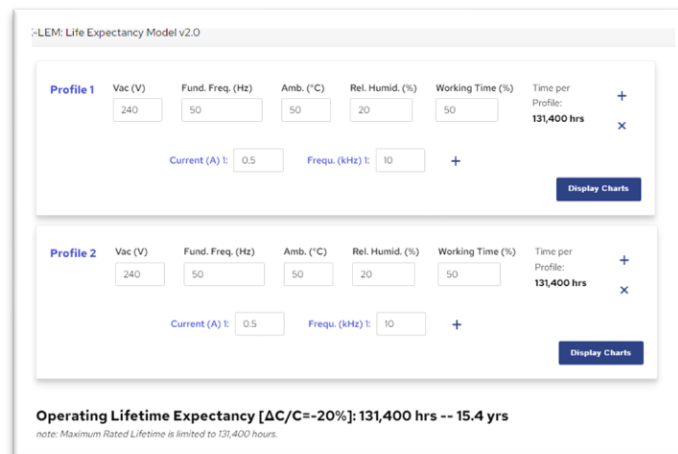 -LEM: Life Expectancy Model v2.0
Profile 1 Vac (V) Fund. Freq. (Hz) Amb. (°C) Rel. Humid. (%) Working Time (%) Time per
240 50 50 20 50 Profile:
131,400 hrs
+
×
Current (A) 1: 0.5 Frequ. (kHz) 1: 10 +
Display Charts
Profile 2 Vac (V) Fund. Freq. (Hz) Amb. (°C) Rel. Humid. (%) Working Time (%) Time per
240 50 50 20 50 Profile:
131,400 hrs
+
×
Current (A) 1: 0.5 Frequ. (kHz) 1: 10 +
Display Charts
Operating Lifetime Expectancy [ΔC/C=-20%]: 131,400 hrs -- 15.4 yrs
note: Maximum Rated Lifetime is limited to 131,400 hours.